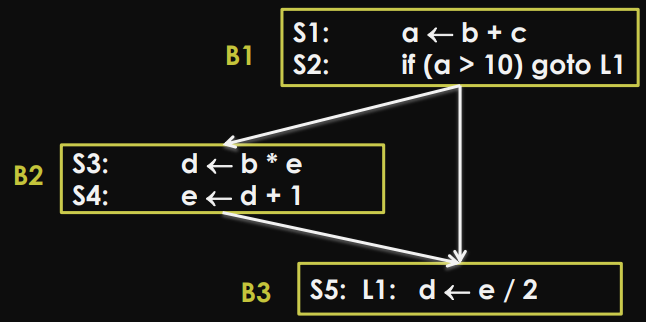 B1
S1: a ← b + c
S2: if (a > 10) goto L1
B2
S3: d ← b * e
S4: e ← d + 1
B3
S5: L1: d ← e / 2